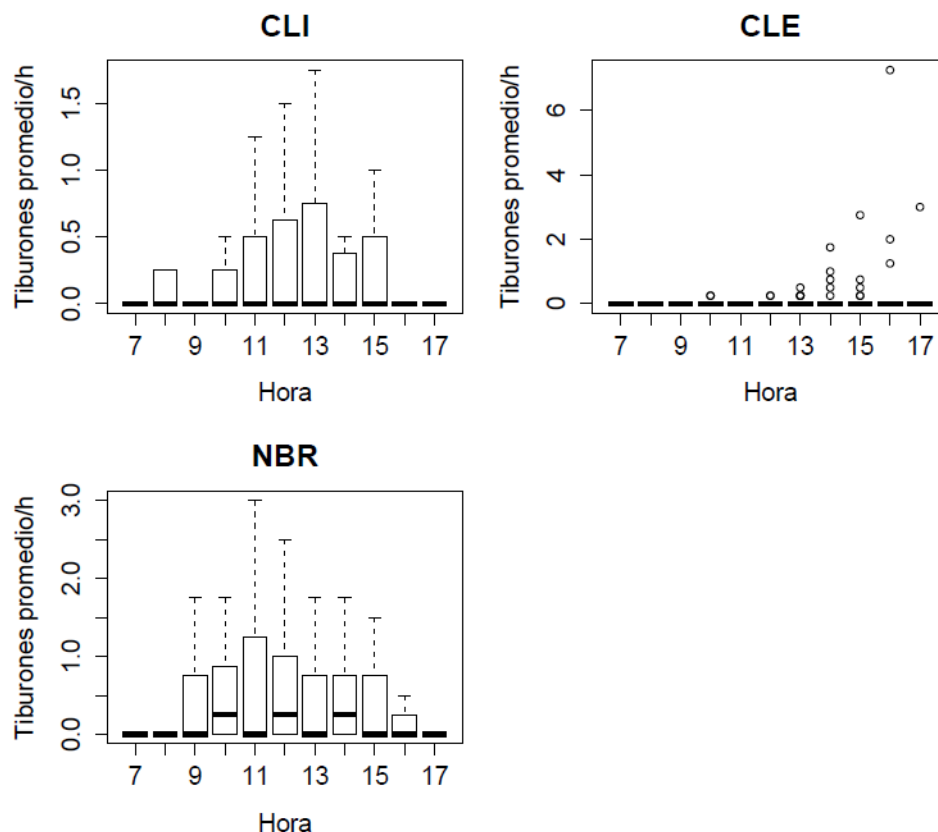 CLI
Tiburones promedio/h
0.0 0.5 1.0 1.5
7 9 11 13 15 17
Hora
CLE
Tiburones promedio/h
0 2 4 6
7 9 11 13 15 17
Hora
NBR
Tiburones promedio/h
0.0 1.0 2.0 3.0
7 9 11 13 15 17
Hora